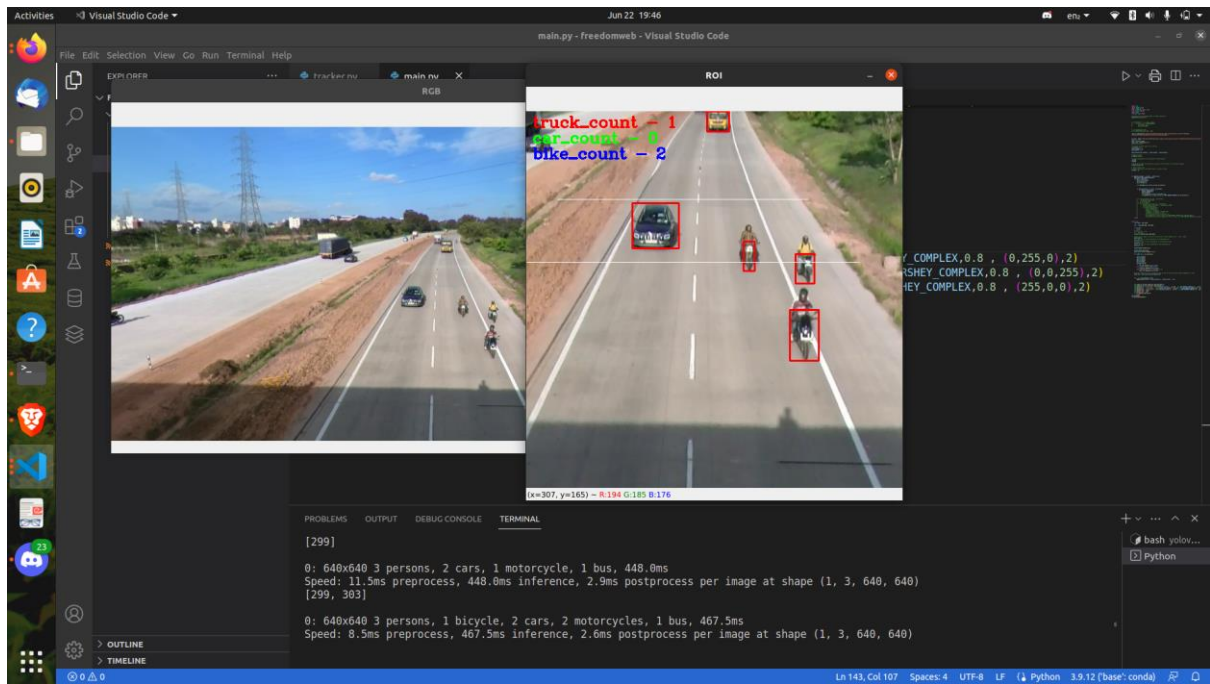 Activities
Visual Studio Code
Jun 22 19:46
en₁
main.py - freedomweb - Visual Studio Code
File Edit Selection View Go Run Terminal Help
EXPLORER
tracker.py
main.py
RGB
ROI
truck_count - 1
car_count - 0
bike_count - 2
Y_COMPLEX,0.8 , (0,255,0),2)
RSHEY_COMPLEX,0.8 , (0,0,255),2)
HEY_COMPLEX,0.8 , (255,0,0),2)
(x=307, y=165) ~ R:194 G:185 B:176
2
23
PROBLEMS OUTPUT DEBUG CONSOLE TERMINAL
bash yolov...
Python
[299]
0: 640x640 3 persons, 2 cars, 1 motorcycle, 1 bus, 448.0ms
Speed: 11.5ms preprocess, 448.0ms inference, 2.9ms postprocess per image at shape (1, 3, 640, 640)
[299, 303]
0: 640x640 3 persons, 1 bicycle, 2 cars, 2 motorcycles, 1 bus, 467.5ms
Speed: 8.5ms preprocess, 467.5ms inference, 2.6ms postprocess per image at shape (1, 3, 640, 640)
OUTLINE
TIMELINE
0 0
Ln 143, Col 107 Spaces: 4 UTF-8 LF Python 3.9.12 ('base': conda)